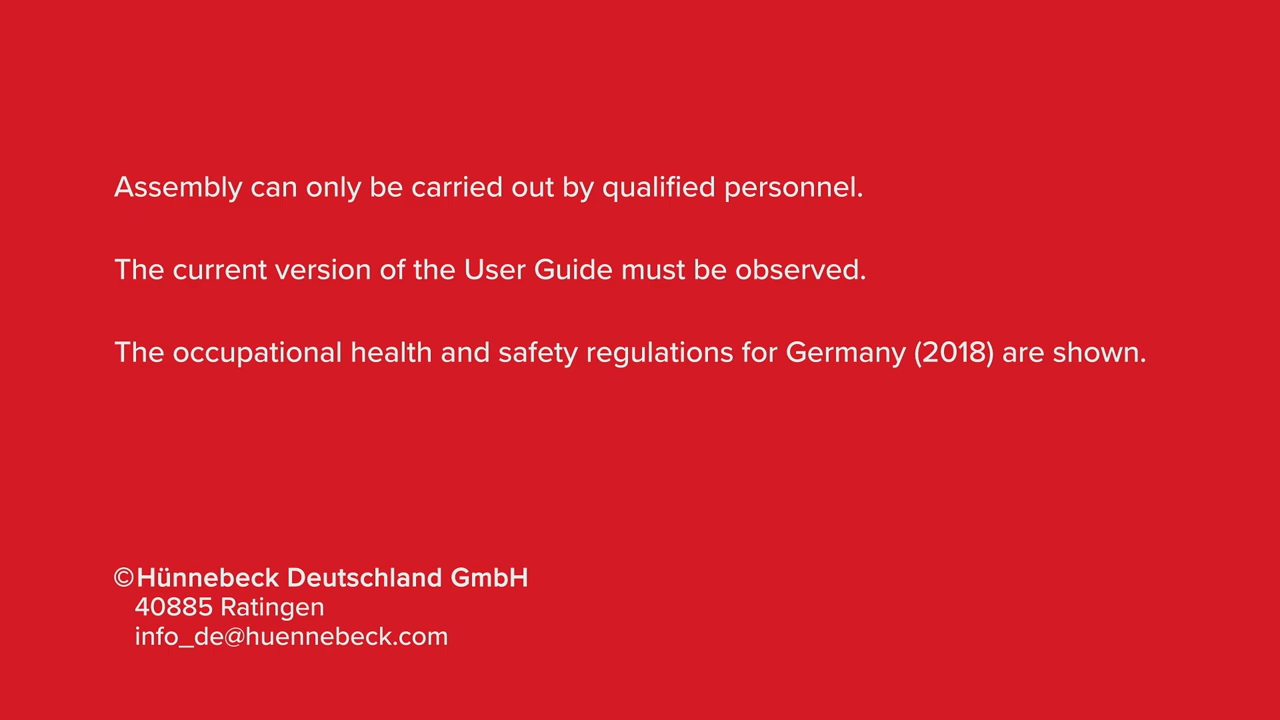 Assembly can only be carried out by qualified personnel.
The current version of the User Guide must be observed.
The occupational health and safety regulations for Germany (2018) are shown.
©Hünnebeck Deutschland GmbH
40885 Ratingen
info_de@huennebeck.com